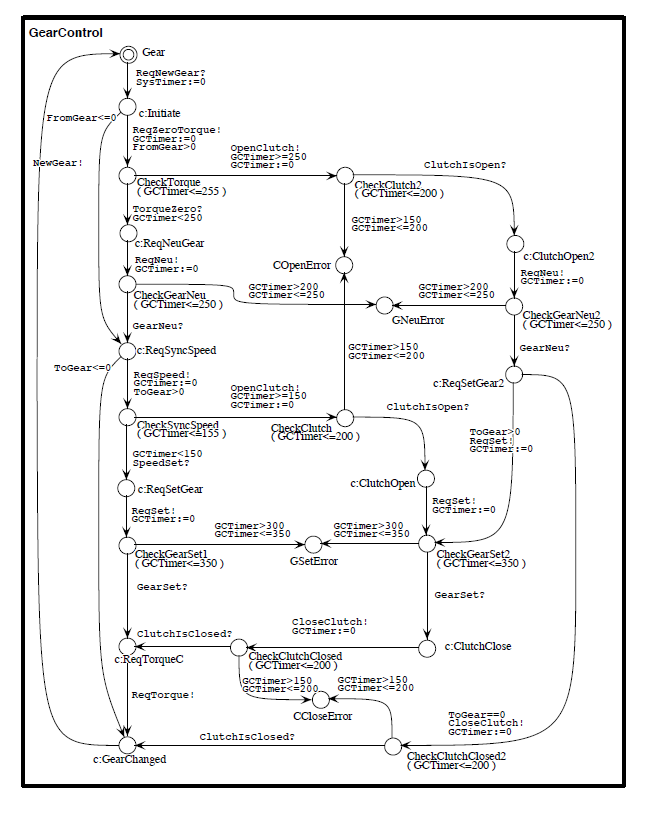 GearControl
Gear
ReqNewGear?
SysTimer:=0
FromGear<=0
c:Initiate
ReqZeroTorque!
GCTimer:=0
FromGear>0
NewGear!
OpenClutch!
GCTimer>=250
GCTimer:=0
ClutchIsOpen?
CheckTorque
( GCTimer<=255 )
CheckClutch2
( GCTimer<=200 )
TorqueZero?
GCTimer<250
GCTimer>150
GCTimer<=200
c:ReqNeuGear
c:ClutchOpen2
ReqNeu!
GCTimer:=0
COpenError
ReqNeu!
GCTimer:=0
CheckGearNeu
( GCTimer<=250 )
GCTimer>200
GCTimer<=250
GCTimer>200
GCTimer<=250
GNeuError
CheckGearNeu2
( GCTimer<=250 )
GearNeu?
GearNeu?
c:ReqSyncSpeed
GCTimer>150
GCTimer<=200
ToGear<=0
ReqSpeed!
GCTimer:=0
ToGear>0
OpenClutch!
GCTimer>=150
GCTimer:=0
c:ReqSetGear2
ClutchIsOpen?
CheckSyncSpeed
( GCTimer<=155 )
CheckClutch
( GCTimer<=200 )
ToGear>0
ReqSet!
GCTimer:=0
GCTimer<150
SpeedSet?
c:ReqSetGear
c:ClutchOpen
ReqSet!
GCTimer:=0
ReqSet!
GCTimer:=0
GCTimer>300
GCTimer<=350
GCTimer>300
GCTimer<=350
CheckGearSet1
( GCTimer<=350 )
GSetError
CheckGearSet2
( GCTimer<=350 )
GearSet?
GearSet?
CloseClutch!
GCTimer:=0
ClutchIsClosed?
c:ReqTorqueC
CheckClutchClosed
( GCTimer<=200 )
c:ClutchClose
GCTimer>150
GCTimer<=200
GCTimer>150
GCTimer<=200
ReqTorque!
CCloseError
ToGear==0
CloseClutch!
GCTimer:=0
ClutchIsClosed?
c:GearChanged
CheckClutchClosed2
( GCTimer<=200 )